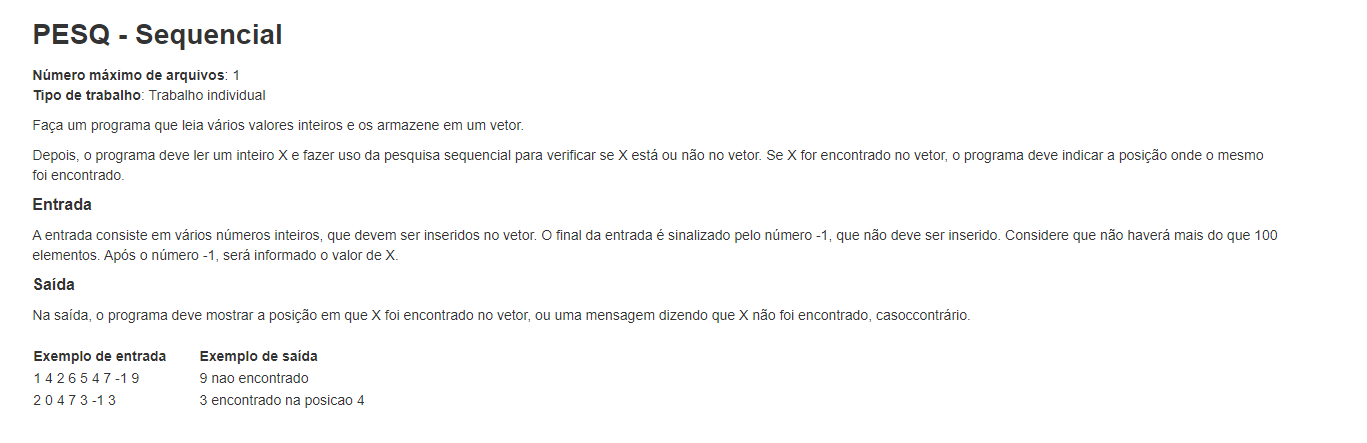 PESQ - Sequencial
Número máximo de arquivos: 1
Tipo de trabalho: Trabalho individual
Faça um programa que leia vários valores inteiros e os armazene em um vetor.
Depois, o programa deve ler um inteiro X e fazer uso da pesquisa sequencial para verificar se X está ou não no vetor. Se X for encontrado no vetor, o programa deve indicar a posição onde o mesmo
foi encontrado.
Entrada
A entrada consiste em vários números inteiros, que devem ser inseridos no vetor. O final da entrada é sinalizado pelo número -1, que não deve ser inserido. Considere que não haverá mais do que 100
elementos. Após o número -1, será informado o valor de X.
Saída
Na saída, o programa deve mostrar a posição em que X foi encontrado no vetor, ou uma mensagem dizendo que X não foi encontrado, casoccontrário.
Exemplo de entrada Exemplo de saída
1 4 2 6 5 4 7 -1 9 9 nao encontrado
2 0 4 7 3 -1 3 3 encontrado na posicao 4